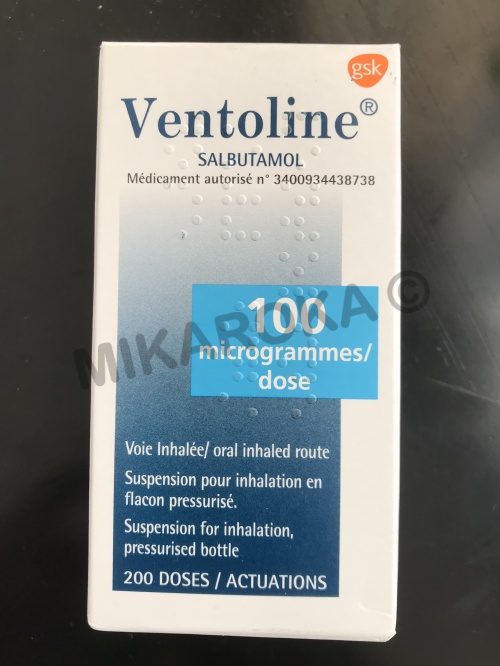 gsk
Ventoline®
SALBUTAMOL
Médicament autorisé n° 3400934438738
100
microgrammes/
dose
MIKAROKA ©
Voie Inhalée/ oral inhaled route
Suspension pour inhalation en
flacon pressurisé.
Suspension for inhalation,
pressurised bottle
200 DOSES / ACTUATIONS